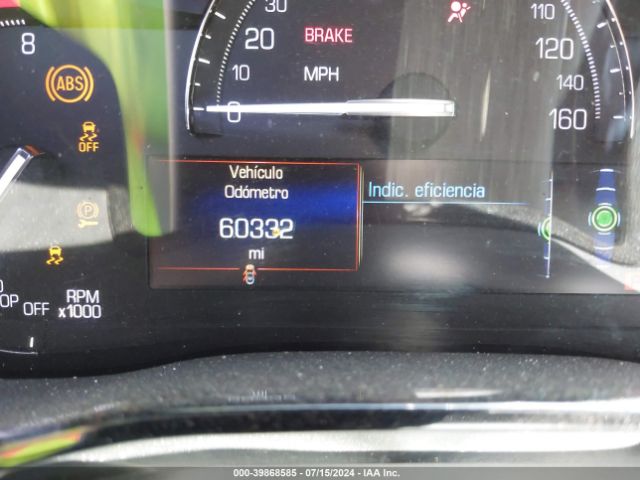 30
110
8
20
BRAKE
120
ABS
10
MPH
140
OFF
0
160
Vehículo
Odómetro
Indic. eficiencia
60332
P
mi
OFF
RPM
x1000
000-39868585 - 07/15/2024 - IAA Inc.